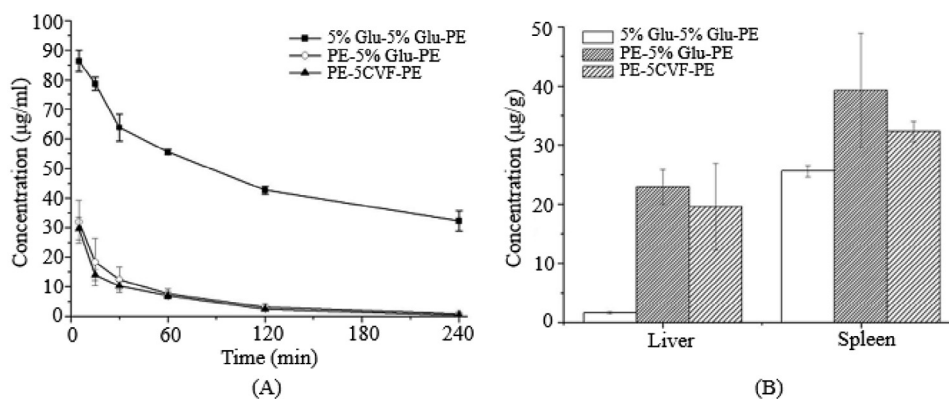 100
90
80
70
60
50
40
30
20
10
0
Concentration (μg/ml)
5% Glu-5% Glu-PE
PE-5% Glu-PE
PE-5CVF-PE
0 60 120 180 240
Time (min)
(A)
50
40
30
20
10
0
Concentration (μg/g)
5% Glu-5% Glu-PE
PE-5% Glu-PE
PE-5CVF-PE
Liver Spleen
(B)